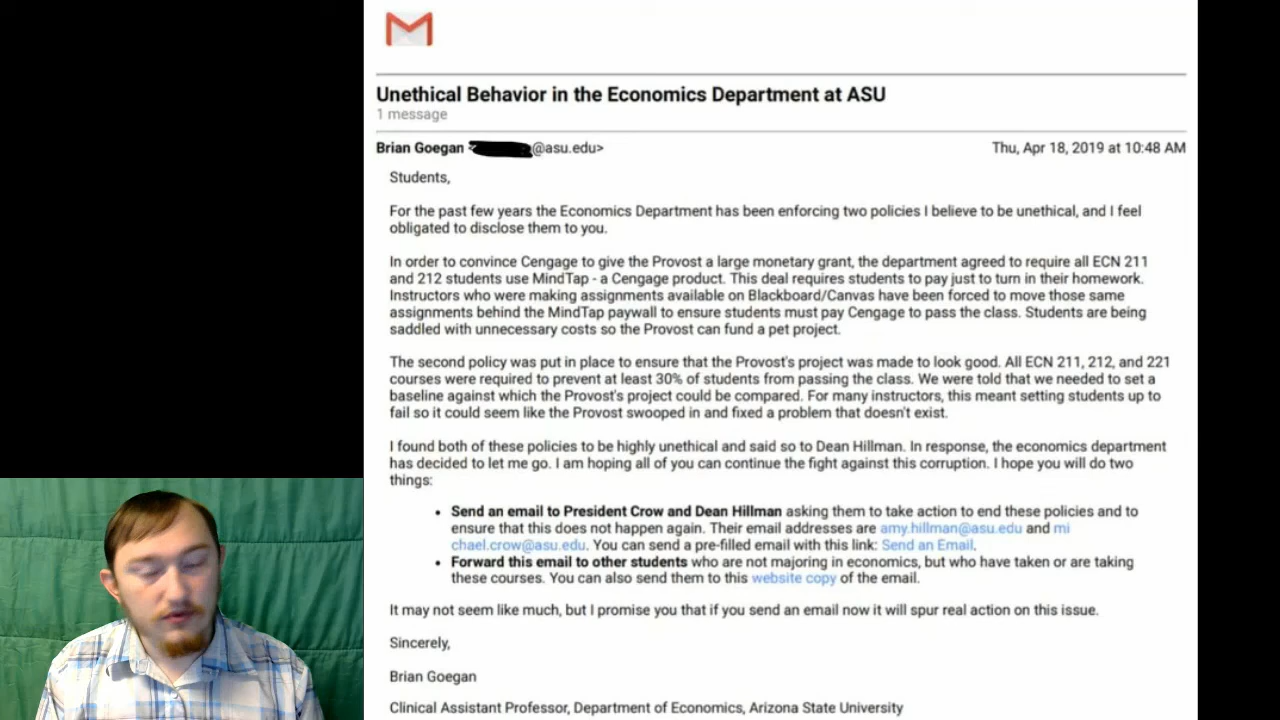 Unethical Behavior in the Economics Department at ASU
1 message
Brian Goegan < @asu.edu> Thu, Apr 18, 2019 at 10:48 AM
Students,
For the past few years the Economics Department has been enforcing two policies I believe to be unethical, and I feel
obligated to disclose them to you.
In order to convince Cengage to give the Provost a large monetary grant, the department agreed to require all ECN 211
and 212 students use MindTap - a Cengage product. This deal requires students to pay just to turn in their homework.
Instructors who were making assignments available on Blackboard/Canvas have been forced to move those same
assignments behind the MindTap paywall to ensure students must pay Cengage to pass the class. Students are being
saddled with unnecessary costs so the Provost can fund a pet project.
The second policy was put in place to ensure that the Provost's project was made to look good. All ECN 211, 212, and 221
courses were required to prevent at least 30% of students from passing the class. We were told that we needed to set a
baseline against which the Provost's project could be compared. For many instructors, this meant setting students up to
fail so it could seem like the Provost swooped in and fixed a problem that doesn't exist.
I found both of these policies to be highly unethical and said so to Dean Hillman. In response, the economics department
has decided to let me go. I am hoping all of you can continue the fight against this corruption. I hope you will do two
things:
• Send an email to President Crow and Dean Hillman asking them to take action to end these policies and to
ensure that this does not happen again. Their email addresses are amy.hillman@asu.edu and mi
chael.crow@asu.edu. You can send a pre-filled email with this link: Send an Email.
• Forward this email to other students who are not majoring in economics, but who have taken or are taking
these courses. You can also send them to this website copy of the email.
It may not seem like much, but I promise you that if you send an email now it will spur real action on this issue.
Sincerely,
Brian Goegan
Clinical Assistant Professor, Department of Economics, Arizona State University